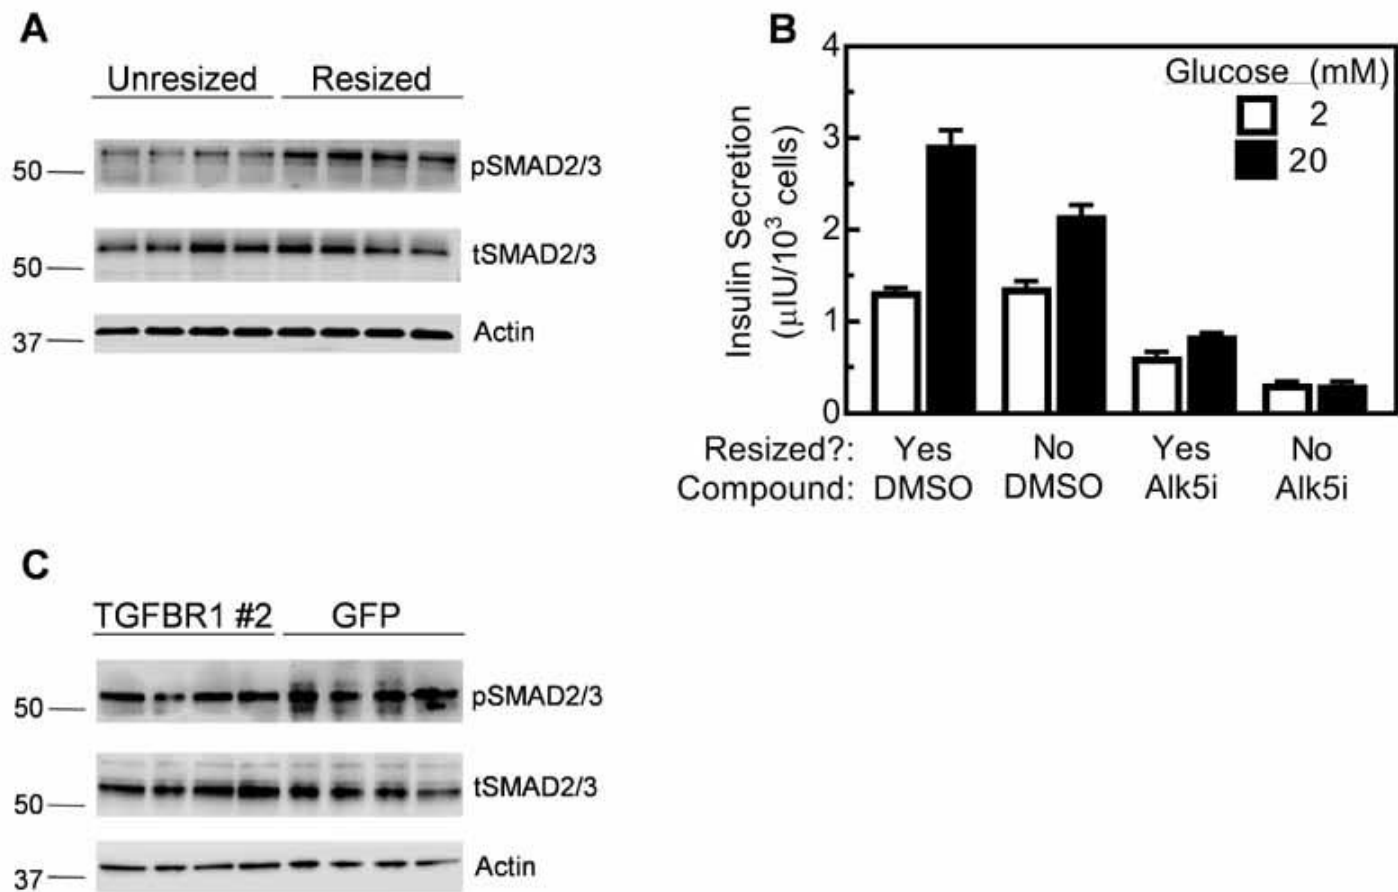 A
Unresized Resized
50
pSMAD2/3
50
tSMAD2/3
37
Actin
B
4
3
2
1
0
Insulin Secretion
(µIU/10³ cells)
Glucose (mM)
2
20
Resized?: Yes No Yes No
Compound: DMSO DMSO Alk5i Alk5i
C
TGFBR1 #2 GFP
50
pSMAD2/3
50
tSMAD2/3
37
Actin